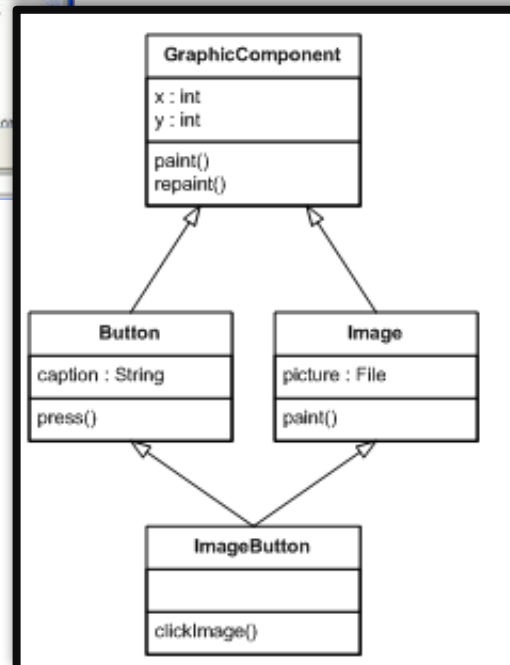 GraphicComponent
x : int
y : int
paint()
repaint()
Button
caption : String
press()
Image
picture : File
paint()
ImageButton
clickImage()